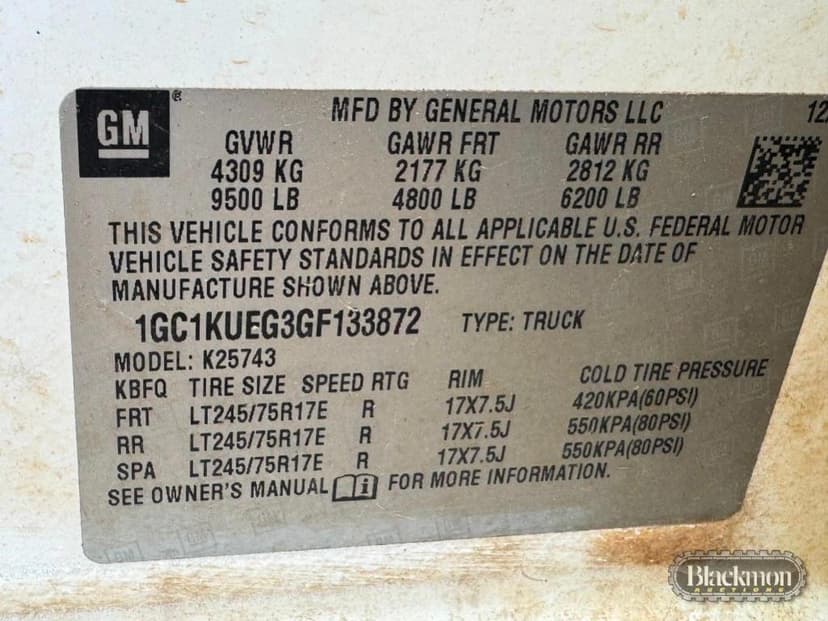 GM
MFD BY GENERAL MOTORS LLC
GVWR GAWR FRT GAWR RR
4309 KG 2177 KG 2812 KG
9500 LB 4800 LB 6200 LB
THIS VEHICLE CONFORMS TO ALL APPLICABLE U.S. FEDERAL MOTOR
VEHICLE SAFETY STANDARDS IN EFFECT ON THE DATE OF
MANUFACTURE SHOWN ABOVE.
1GC1KUEG3GF133872 TYPE: TRUCK
MODEL: K25743
KBFQ TIRE SIZE SPEED RTG RIM COLD TIRE PRESSURE
FRT LT245/75R17E R 17X7.5J 420KPA(60PSI)
RR LT245/75R17E R 17X7.5J 550KPA(80PSI)
SPA LT245/75R17E R 17X7.5J 550KPA(80PSI)
SEE OWNER'S MANUAL i FOR MORE INFORMATION.
Blackmon
AUCTIONS